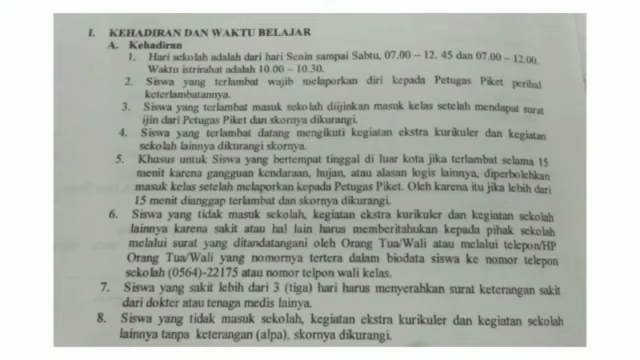 I. KEHADIRAN DAN WAKTU BELAJAR
A. Kehadiran
1. Hari sekolah adalah dari hari Senin sampai Sabtu, 07.00 – 12. 45 dan 07.00 – 12.00.
Waktu istrirahat adalah 10.00 – 10.30.
2. Siswa yang terlambat wajib melaporkan diri kepada Petugas Piket perihal
keterlambatannya.
3. Siswa yang terlambat masuk sekolah diijinkan masuk kelas setelah mendapat surat
ijin dari Petugas Piket dan skornya dikurangi.
4. Siswa yang terlambat datang mengikuti kegiatan ekstra kurikuler dan kegiatan
sekolah lainnya dikurangi skornya.
5. Khusus untuk Siswa yang bertempat tinggal di luar kota jika terlambat selama 15
menit karena gangguan kendaraan, hujan, atau alasan logis lainnya, diperbolehkan
masuk kelas setelah melaporkan kepada Petugas Piket. Oleh karena itu jika lebih dari
15 menit dianggap terlambat dan skornya dikurangi.
6. Siswa yang tidak masuk sekolah, kegiatan ekstra kurikuler dan kegiatan sekolah
lainnya karena sakit atau hal lain harus memberitahukan kepada pihak sekolah
melalui surat yang ditandatangani oleh Orang Tua/Wali atau melalui telepon/HP
Orang Tua/Wali yang nomornya tertera dalam biodata siswa ke nomor telepon
sekolah (0564)-22175 atau nomor telpon wali kelas.
7. Siswa yang sakit lebih dari 3 (tiga) hari harus menyerahkan surat keterangan sakit
dari dokter atau tenaga medis lainya.
8. Siswa yang tidak masuk sekolah, kegiatan ekstra kurikuler dan kegiatan sekolah
lainnya tanpa keterangan (alpa), skornya dikurangi.